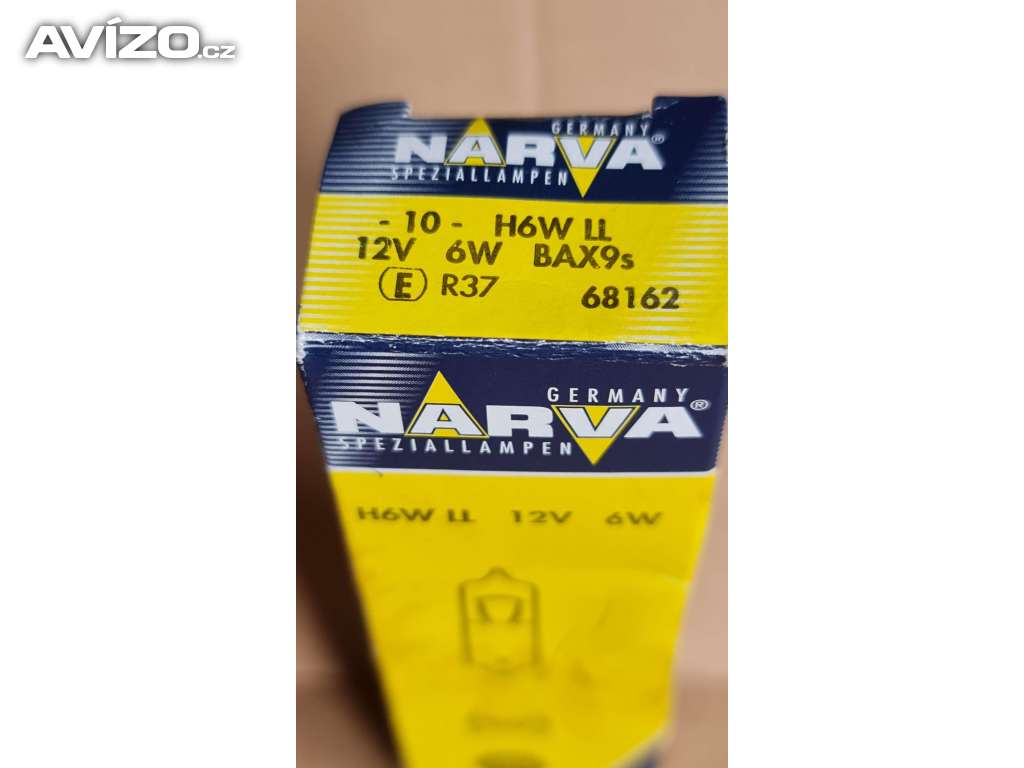 AVÍZO.cz
GERMANY
NARVA®
SPEZIALLAMPEN
- 10 - H6W LL
12V 6W BAX9s
E R37 68162
GERMANY
NARVA®
SPEZIALLAMPEN
H6W LL 12V 6W